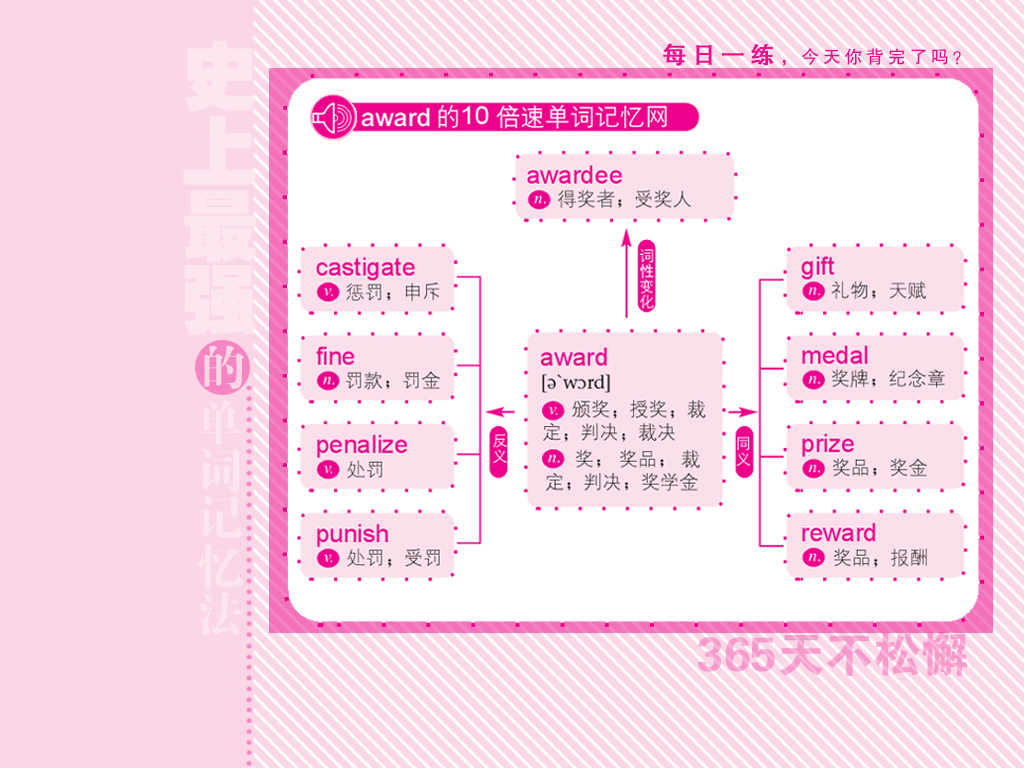 史上最强的单词记忆法
每日一练，今天你背完了吗？
award 的10 倍速单词记忆网
awardee
n. 得奖者；受奖人
词性变化
castigate
v. 惩罚；申斥
fine
n. 罚款；罚金
penalize
v. 处罚
punish
v. 处罚；受罚
反义
award
[ə`wɔrd]
v. 颁奖；授奖；裁
定；判决；裁决
n. 奖； 奖品； 裁
定；判决；奖学金
同义
gift
n. 礼物；天赋
medal
n. 奖牌；纪念章
prize
n. 奖品；奖金
reward
n. 奖品；报酬
365天不松懈